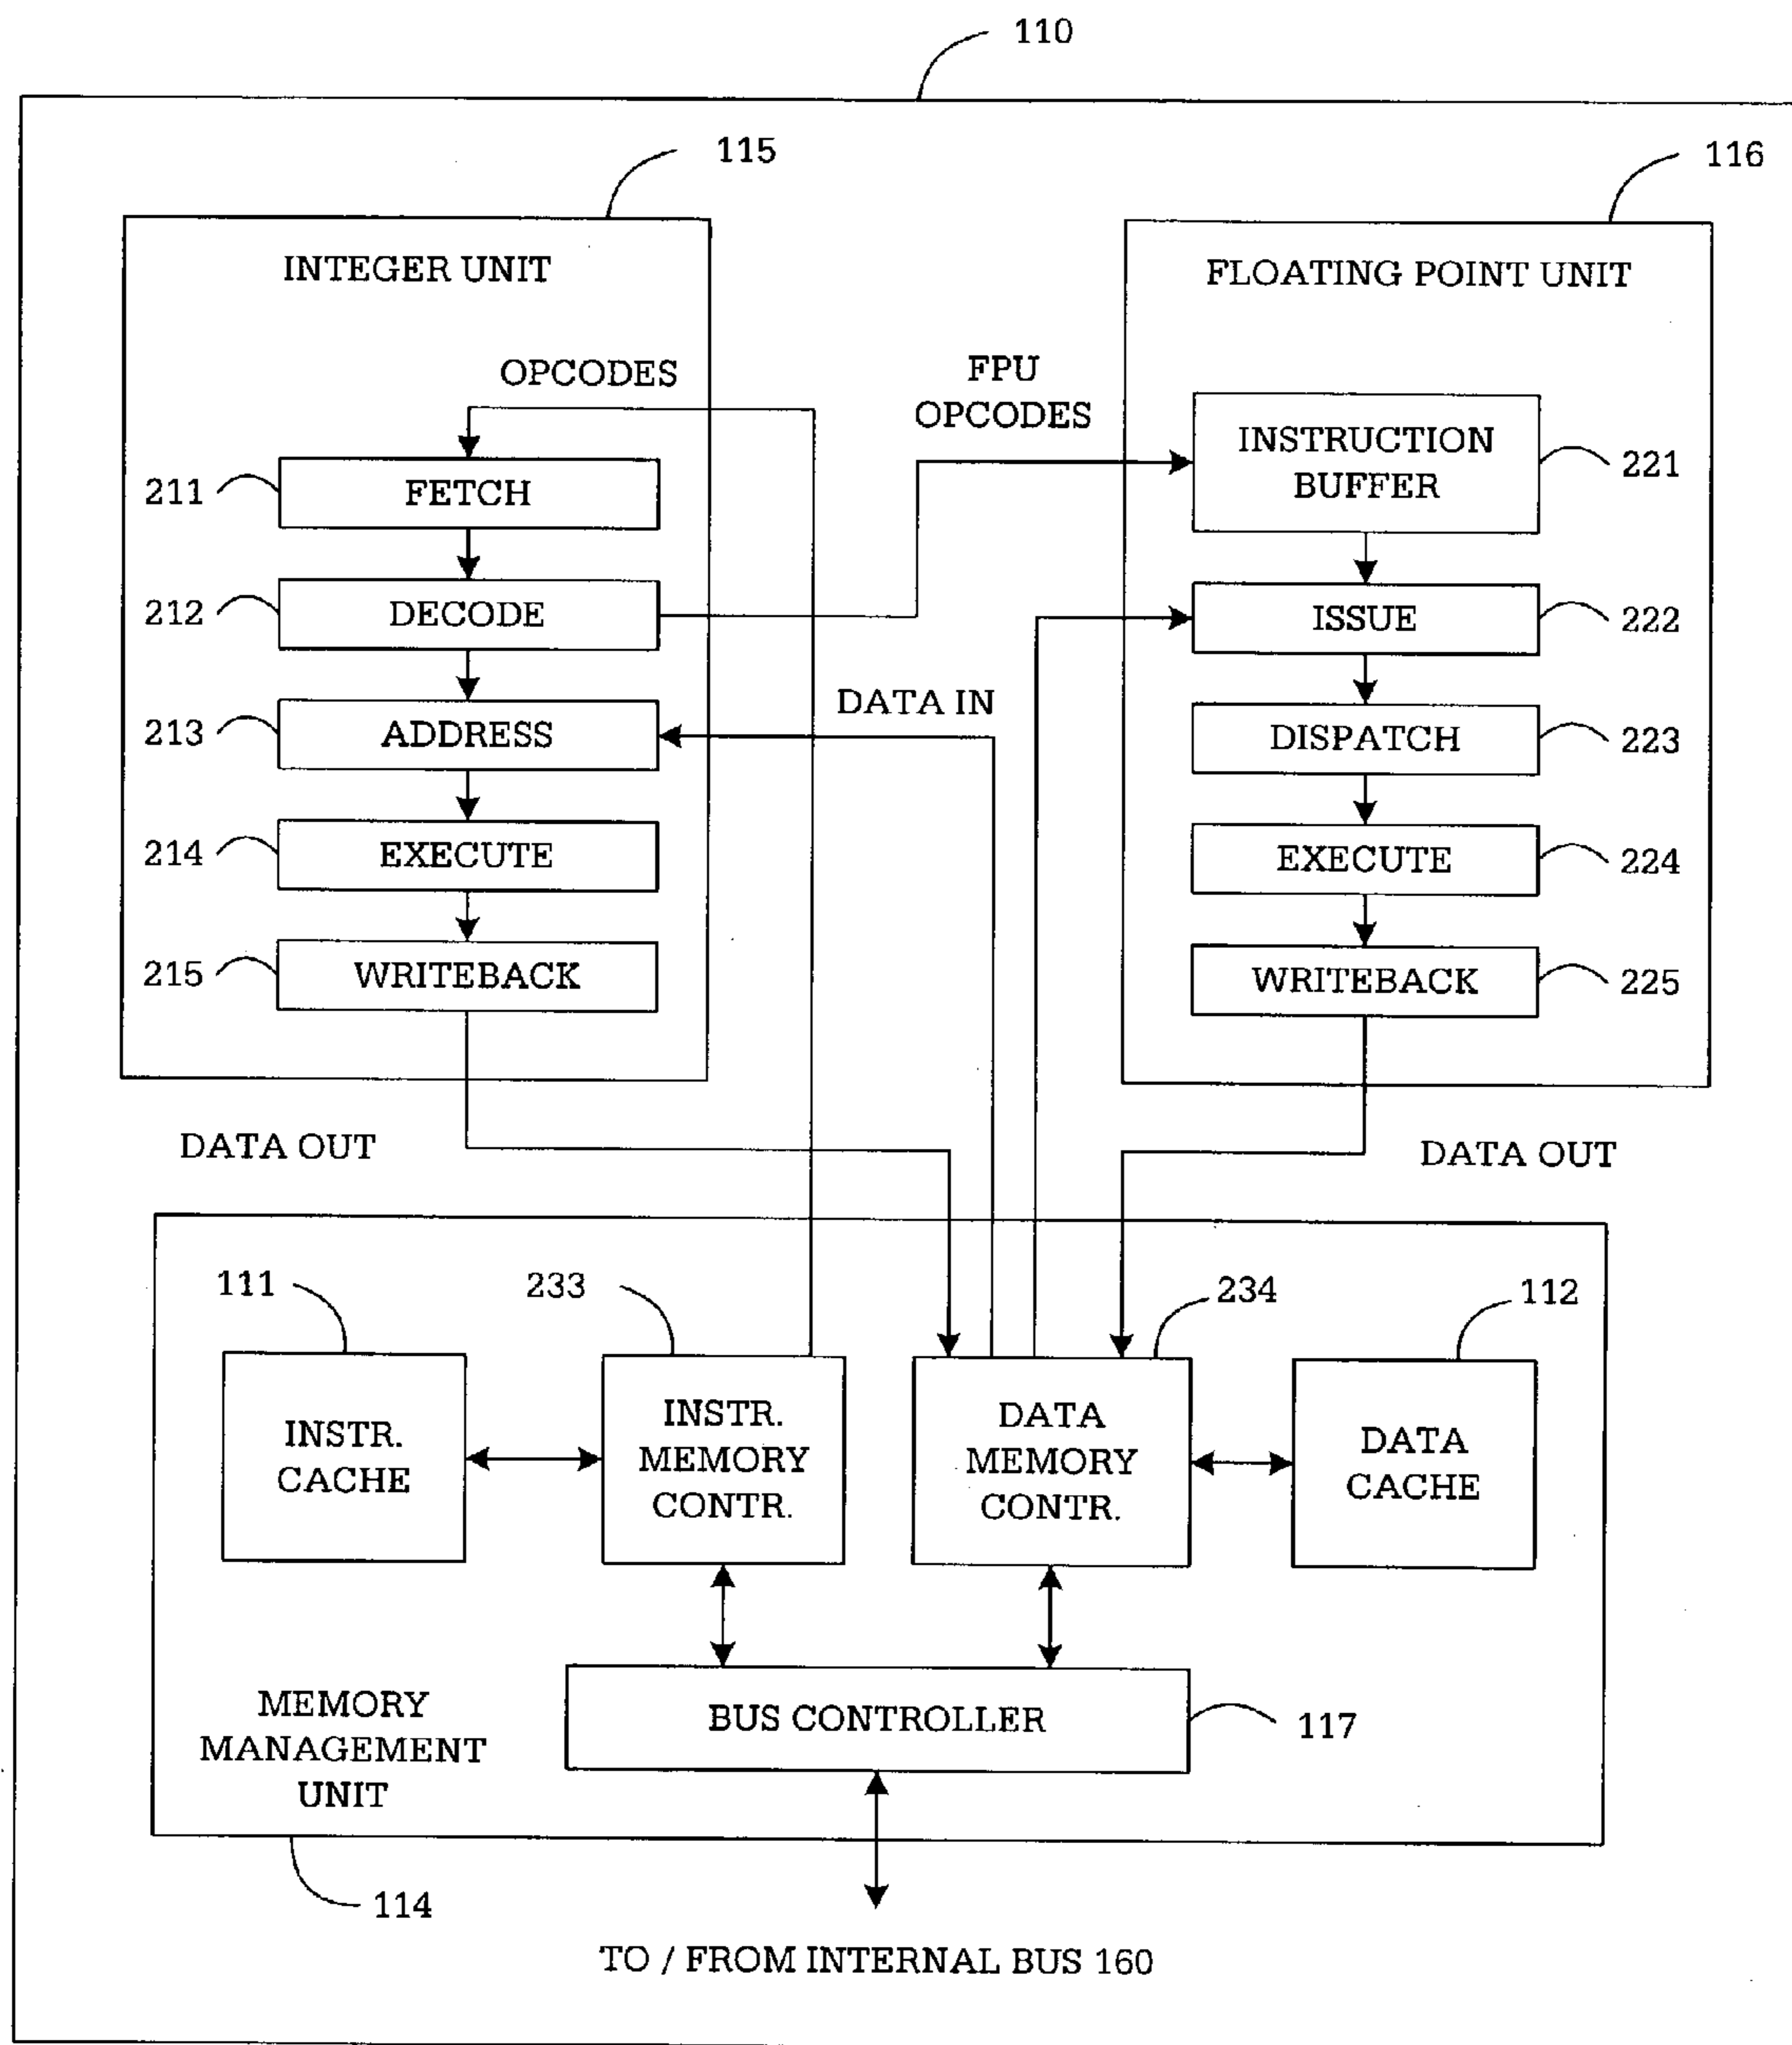 110
115
116
INTEGER UNIT
FLOATING POINT UNIT
OPCODES
FPU
OPCODES
INSTRUCTION
BUFFER
221
211
FETCH
212
DECODE
ISSUE
222
DATA IN
213
ADDRESS
DISPATCH
223
214
EXECUTE
EXECUTE
224
215
WRITEBACK
WRITEBACK
225
DATA OUT
DATA OUT
111
233
234
112
INSTR.
CACHE
INSTR.
MEMORY
CONTR.
DATA
MEMORY
CONTR.
DATA
CACHE
MEMORY
MANAGEMENT
UNIT
BUS CONTROLLER
117
114
TO / FROM INTERNAL BUS 160